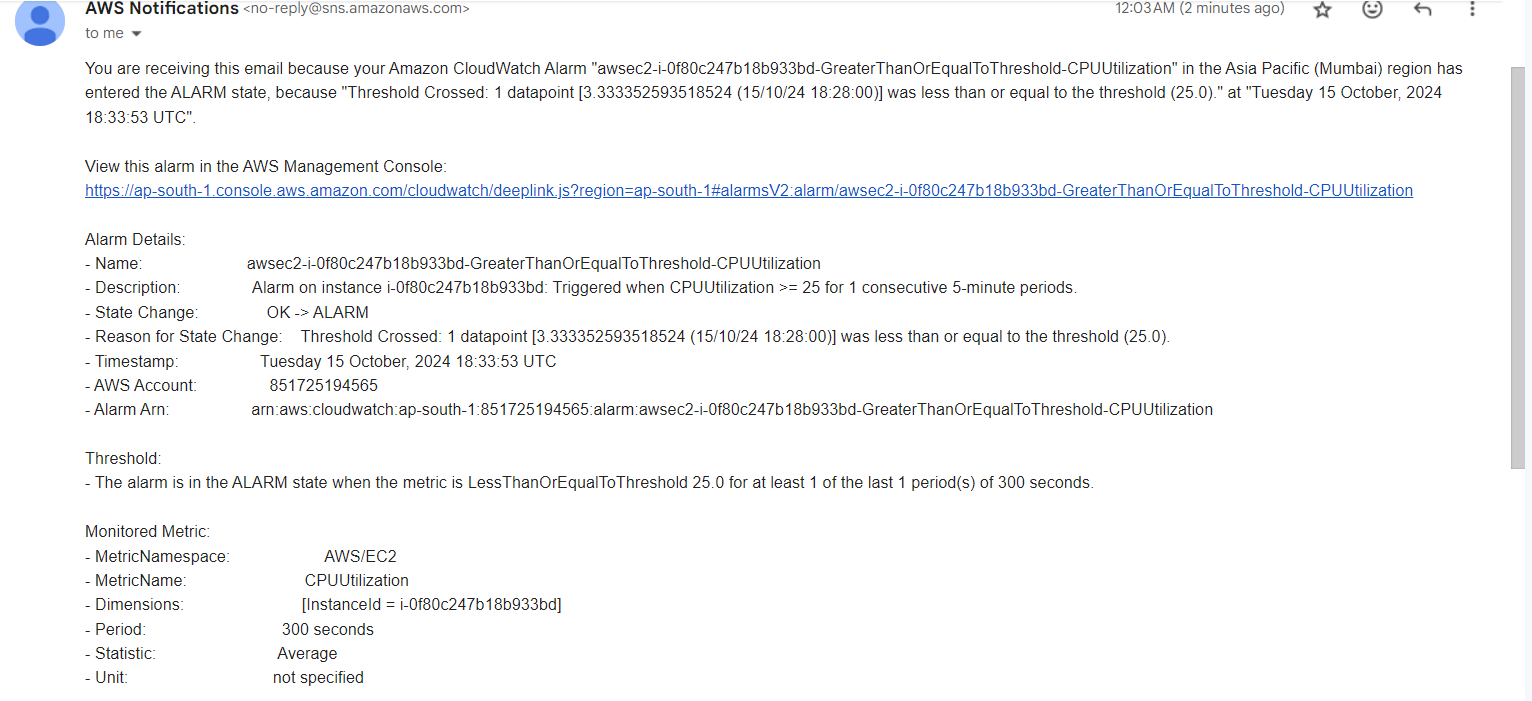 AWS Notifications <no-reply@sns.amazonaws.com> 12:03 AM (2 minutes ago)
to me
You are receiving this email because your Amazon CloudWatch Alarm "awsec2-i-0f80c247b18b933bd-GreaterThanOrEqualToThreshold-CPUUtilization" in the Asia Pacific (Mumbai) region has
entered the ALARM state, because "Threshold Crossed: 1 datapoint [3.333352593518524 (15/10/24 18:28:00)] was less than or equal to the threshold (25.0)." at "Tuesday 15 October, 2024
18:33:53 UTC".
View this alarm in the AWS Management Console:
https://ap-south-1.console.aws.amazon.com/cloudwatch/deeplink.js?region=ap-south-1#alarmsV2:alarm/awsec2-i-0f80c247b18b933bd-GreaterThanOrEqualToThreshold-CPUUtilization
Alarm Details:
- Name: awsec2-i-0f80c247b18b933bd-GreaterThanOrEqualToThreshold-CPUUtilization
- Description: Alarm on instance i-0f80c247b18b933bd: Triggered when CPUUtilization >= 25 for 1 consecutive 5-minute periods.
- State Change: OK -> ALARM
- Reason for State Change: Threshold Crossed: 1 datapoint [3.333352593518524 (15/10/24 18:28:00)] was less than or equal to the threshold (25.0).
- Timestamp: Tuesday 15 October, 2024 18:33:53 UTC
- AWS Account: 851725194565
- Alarm Arn: arn:aws:cloudwatch:ap-south-1:851725194565:alarm:awsec2-i-0f80c247b18b933bd-GreaterThanOrEqualToThreshold-CPUUtilization
Threshold:
- The alarm is in the ALARM state when the metric is LessThanOrEqualToThreshold 25.0 for at least 1 of the last 1 period(s) of 300 seconds.
Monitored Metric:
- MetricNamespace: AWS/EC2
- MetricName: CPUUtilization
- Dimensions: [InstanceId = i-0f80c247b18b933bd]
- Period: 300 seconds
- Statistic: Average
- Unit: not specified